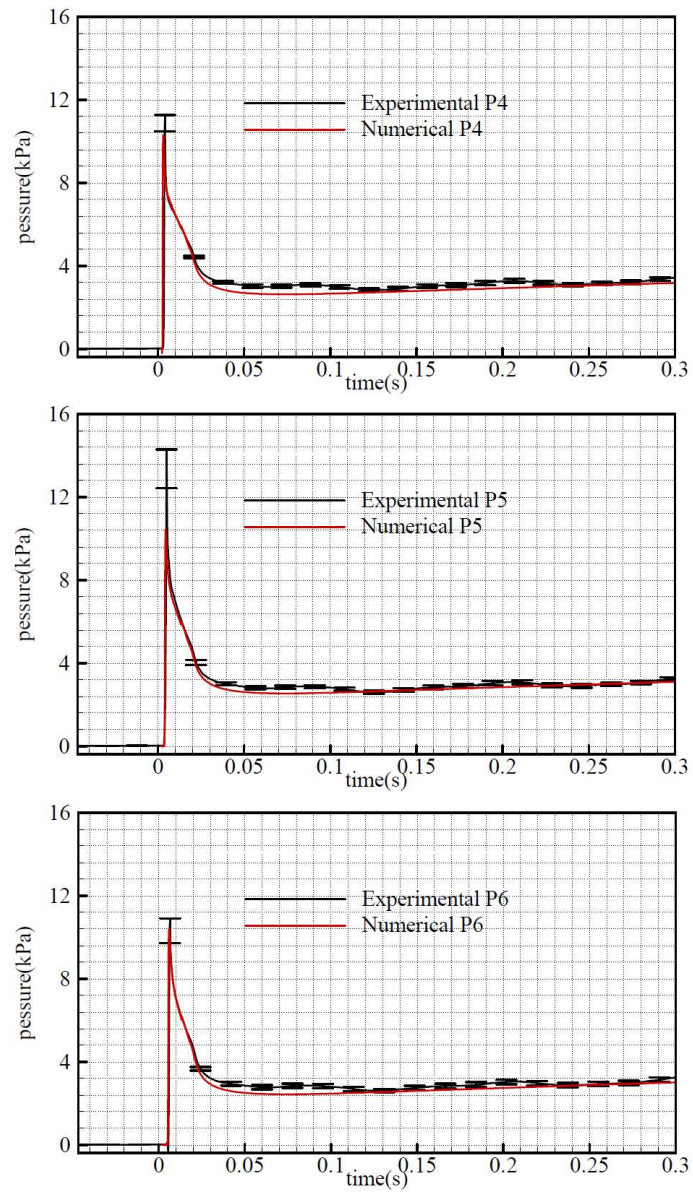 16
12
8
4
0
pessure(kPa)
Experimental P4
Numerical P4
0 0.05 0.1 0.15 0.2 0.25 0.3
time(s)
16
12
8
4
0
pessure(kPa)
Experimental P5
Numerical P5
0 0.05 0.1 0.15 0.2 0.25 0.3
time(s)
16
12
8
4
0
pessure(kPa)
Experimental P6
Numerical P6
0 0.05 0.1 0.15 0.2 0.25 0.3
time(s)